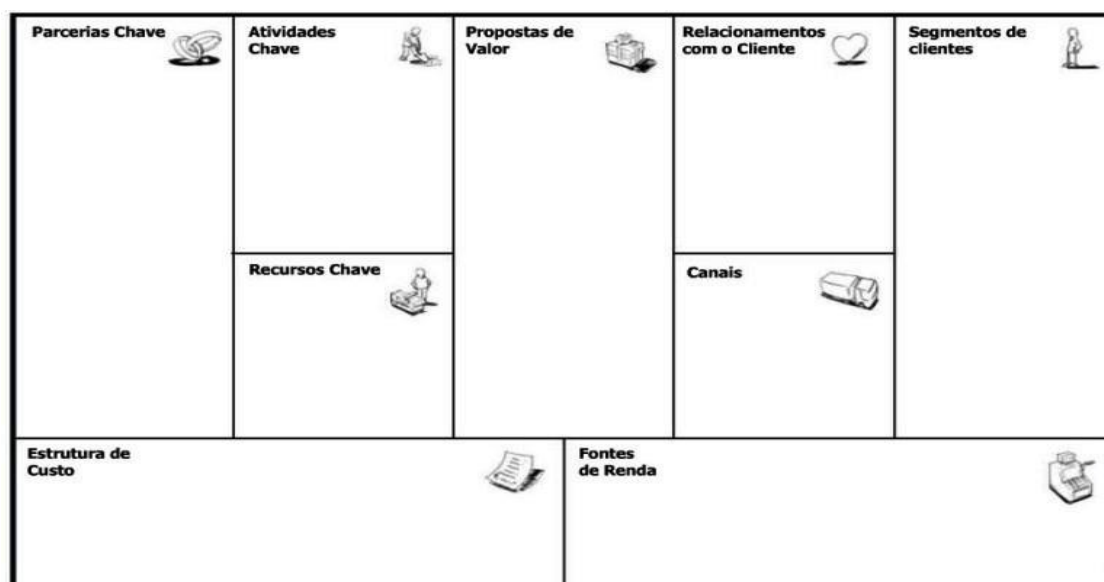 Parcerias Chave
Atividades
Chave
Propostas de
Valor
Relacionamentos
com o Cliente
Segmentos de
clientes
Recursos Chave
Canais
Estrutura de
Custo
Fontes
de Renda